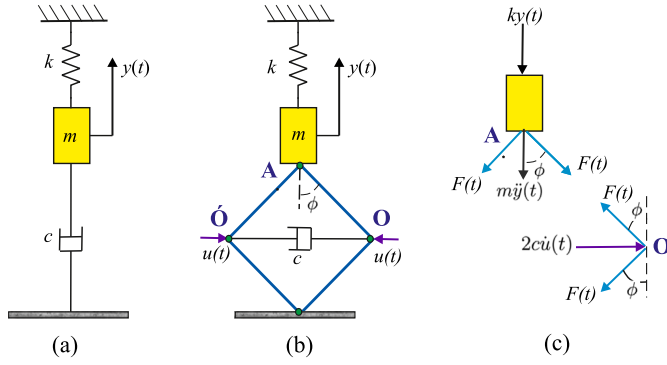 k
y(t)
m
c
(a)
k
y(t)
m
A
ϕ
Ó
O
u(t)
c
u(t)
(b)
ky(t)
A
ϕ
F(t)
F(t)
mÿ(t)
F(t)
ϕ
2cu̇(t)
O
F(t)
ϕ
(c)